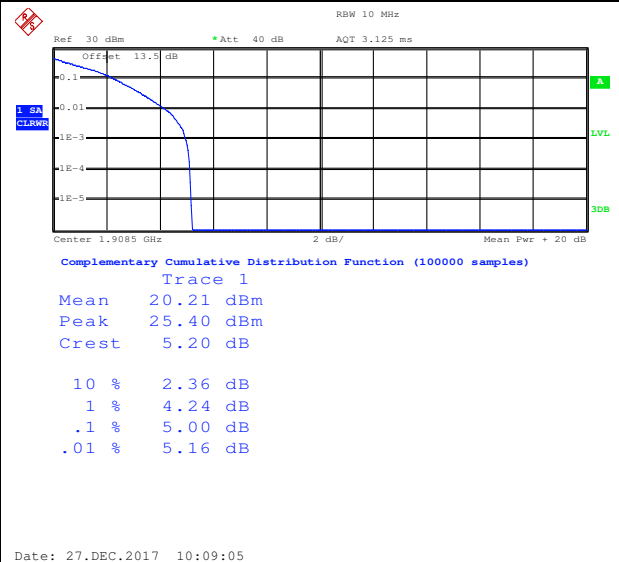 R S
RBW 10 MHz
Ref 30 dBm *Att 40 dB AQT 3.125 ms
Offset 13.5 dB
0.1
A
0.01
1 SA
CLRWR
LVL
1E-3
1E-4
1E-5
3DB
Center 1.9085 GHz 2 dB/ Mean Pwr + 20 dB
Complementary Cumulative Distribution Function (100000 samples)
Trace 1
Mean 20.21 dBm
Peak 25.40 dBm
Crest 5.20 dB
10 % 2.36 dB
1 % 4.24 dB
.1 % 5.00 dB
.01 % 5.16 dB
Date: 27.DEC.2017 10:09:05